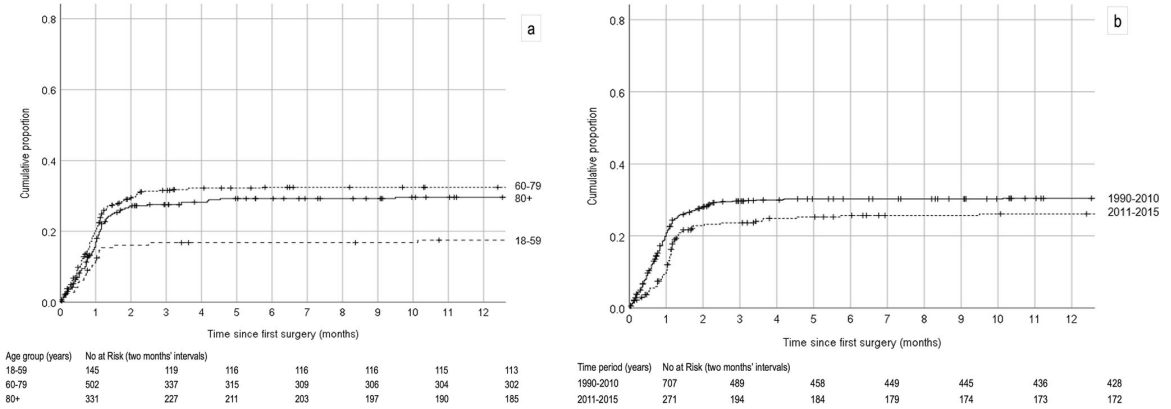 a
0.8
0.6
0.4
0.2
0.0
Cumulative proportion
60-79
80+
18-59
0 1 2 3 4 5 6 7 8 9 10 11 12
Time since first surgery (months)
Age group (years) No at Risk (two months' intervals)
18-59 145 119 116 116 116 115 113
60-79 502 337 315 309 306 304 302
80+ 331 227 211 203 197 190 185
b
0.8
0.6
0.4
0.2
0.0
Cumulative proportion
1990-2010
2011-2015
0 1 2 3 4 5 6 7 8 9 10 11 12
Time since first surgery (months)
Time period (years) No at Risk (two months' intervals)
1990-2010 707 489 458 449 445 436 428
2011-2015 271 194 184 179 174 173 172